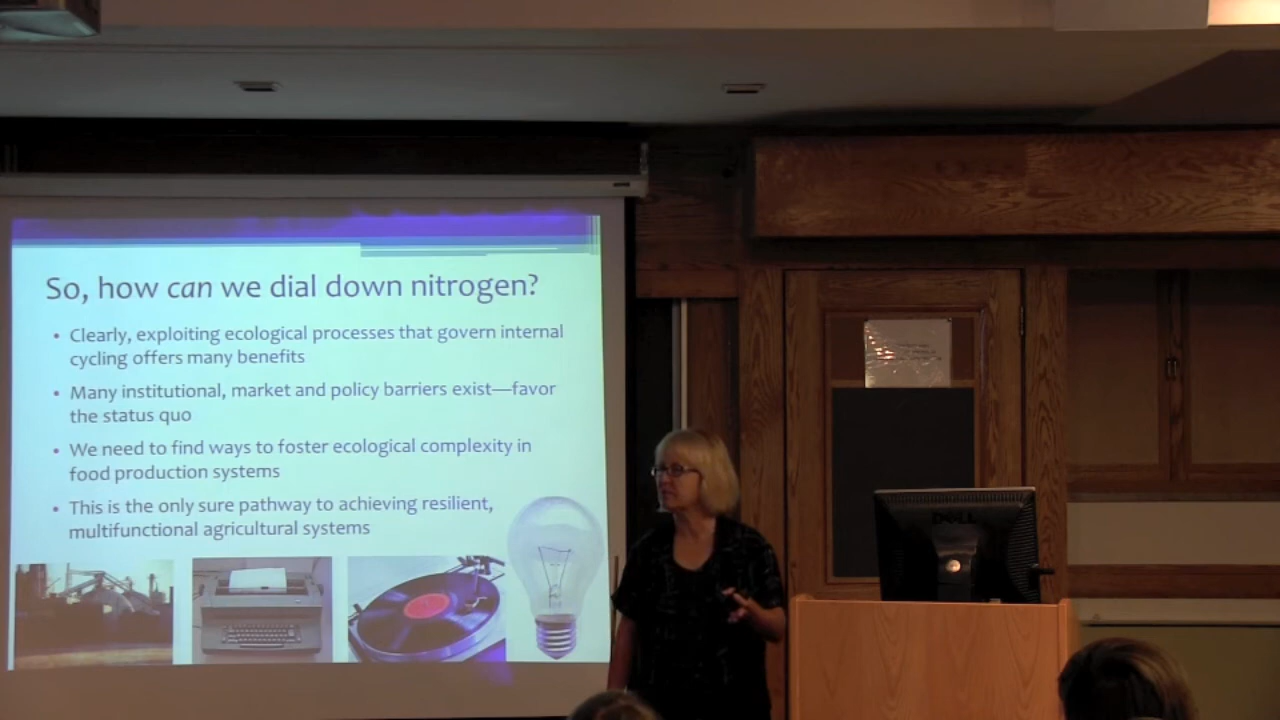 So, how can we dial down nitrogen?
• Clearly, exploiting ecological processes that govern internal
cycling offers many benefits
• Many institutional, market and policy barriers exist—favor
the status quo
• We need to find ways to foster ecological complexity in
food production systems
• This is the only sure pathway to achieving resilient,
multifunctional agricultural systems
DELL